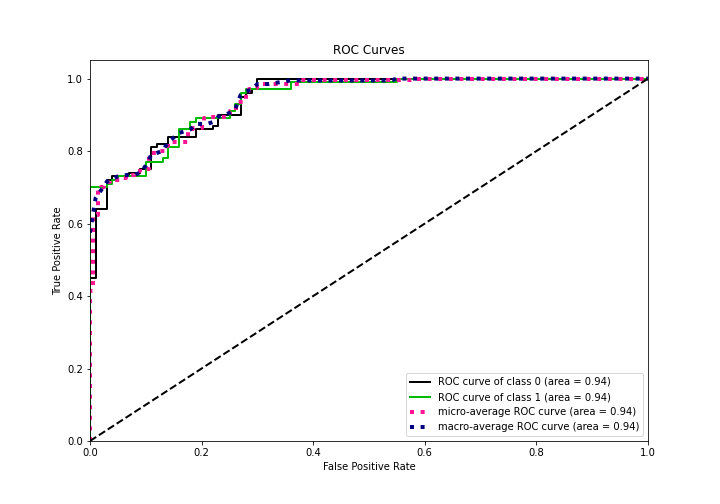 ROC Curves
True Positive Rate
1.0
0.8
0.6
0.4
0.2
0.0
ROC curve of class 0 (area = 0.94)
ROC curve of class 1 (area = 0.94)
micro-average ROC curve (area = 0.94)
macro-average ROC curve (area = 0.94)
0.0 0.2 0.4 0.6 0.8 1.0
False Positive Rate